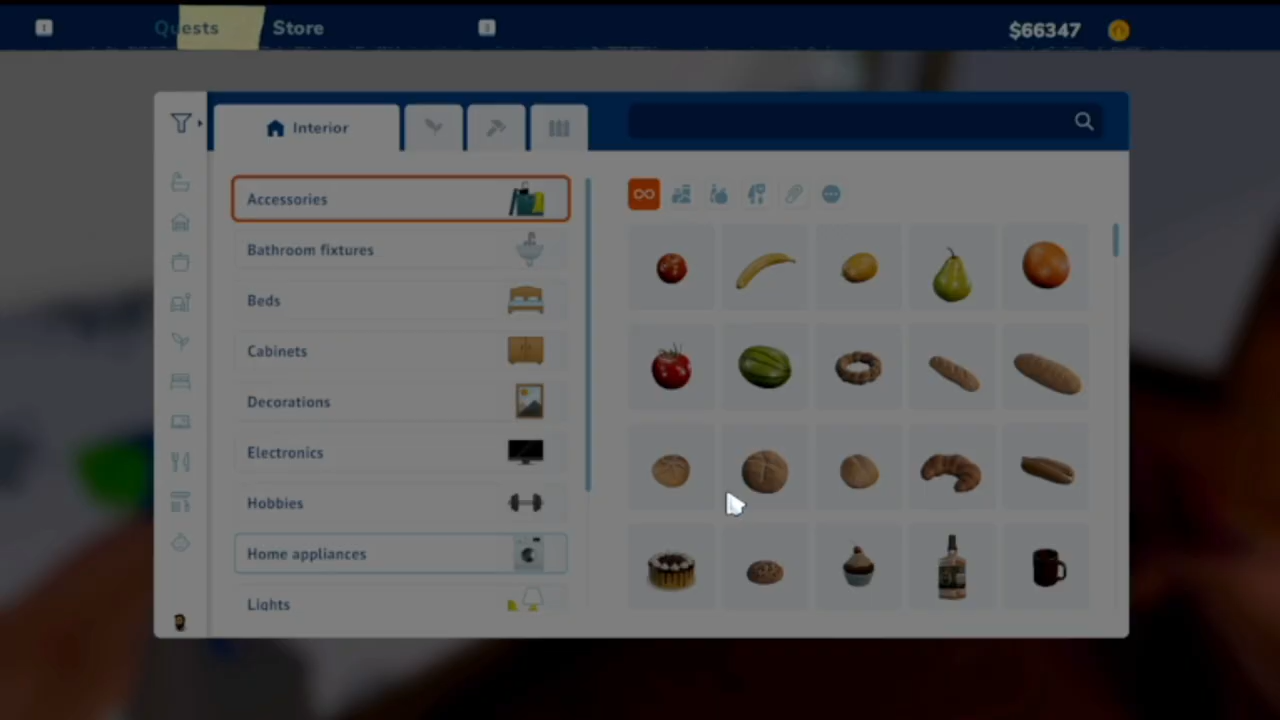 Quests
Store
$66347
Interior
Accessories
Bathroom fixtures
Beds
Cabinets
Decorations
Electronics
Hobbies
Home appliances
Lights